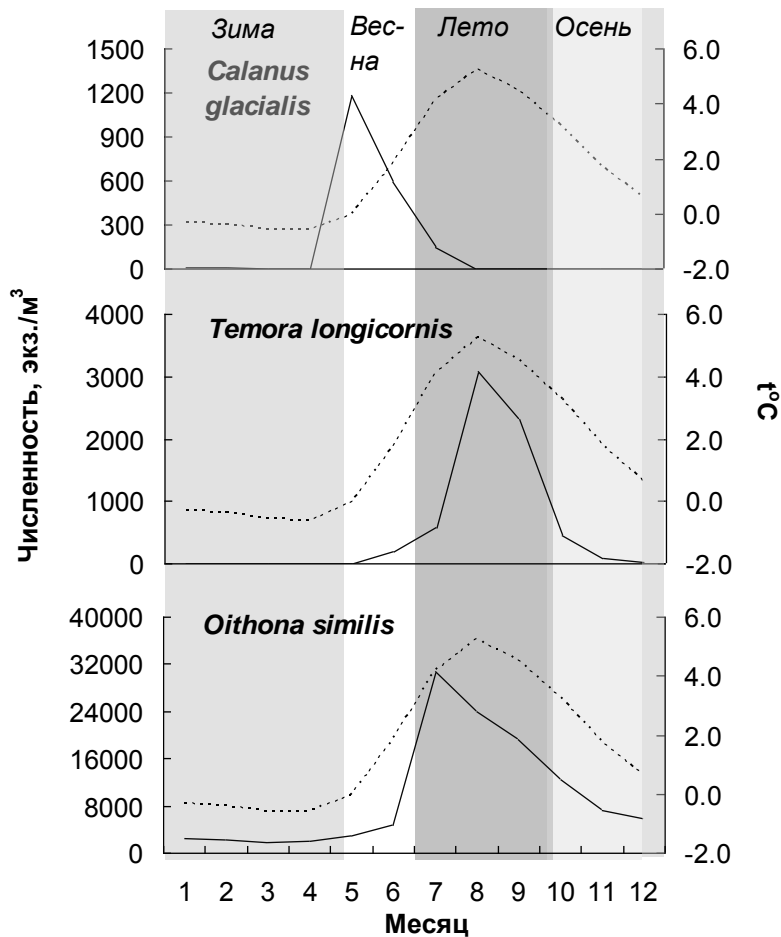 Зима Вес- Лето Осень
на
1500 6.0
Calanus
glacialis
1200 4.0
900
2.0
600
0.0
300
0 -2.0
4000 6.0
Temora longicornis
3000 4.0
2000 2.0
1000 0.0
0 -2.0
40000 6.0
Oithona similis
32000 4.0
24000
2.0
16000
0.0
8000
0 -2.0
1 2 3 4 5 6 7 8 9 10 11 12
Месяц
Численность, экз./м³
t°C